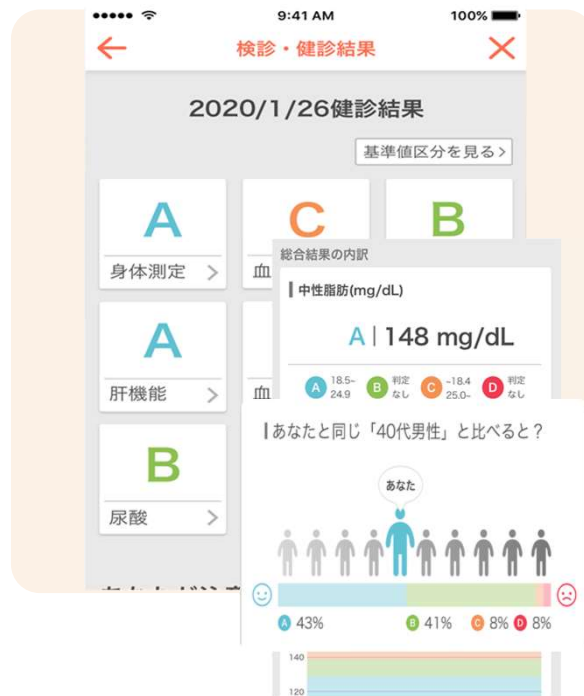 9:41 AM
100%
検診・健診結果
2020/1/26健診結果
基準値区分を見る
A
C
B
身体測定
血
総合結果の内訳
中性脂肪(mg/dL)
A | 148 mg/dL
A 18.5-24.9 B 判定なし C -18.4 25.0- D 判定なし
A
肝機能
血
あなたと同じ「40代男性」と比べると？
あなた
B
尿酸
A 43% B 41% C 8% D 8%
140
120